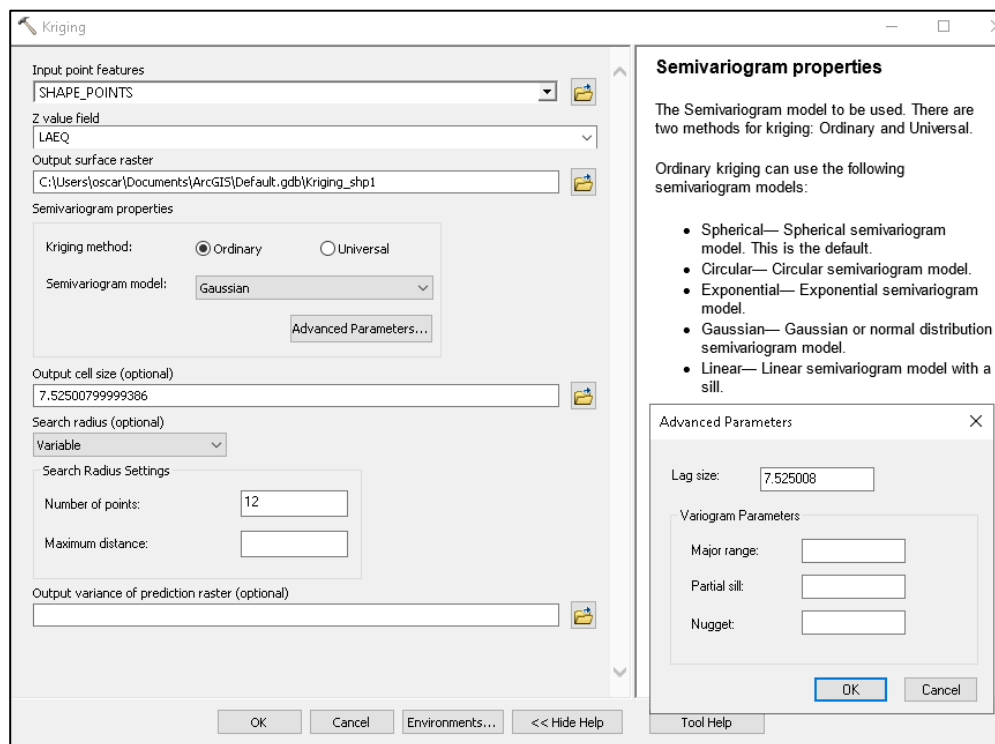 Kriging
Input point features
SHAPE_POINTS
Z value field
LAEQ
Output surface raster
C:\Users\oscar\Documents\ArcGIS\Default.gdb\Kriging_shp1
Semivariogram properties
Kriging method:
Ordinary
Universal
Semivariogram model:
Gaussian
Advanced Parameters...
Output cell size (optional)
7.52500799999386
Search radius (optional)
Variable
Search Radius Settings
Number of points:
12
Maximum distance:
Output variance of prediction raster (optional)
OK
Cancel
Environments...
<< Hide Help
Tool Help
Semivariogram properties
The Semivariogram model to be used. There are
two methods for kriging: Ordinary and Universal.
Ordinary kriging can use the following
semivariogram models:
• Spherical— Spherical semivariogram
model. This is the default.
• Circular— Circular semivariogram model.
• Exponential— Exponential semivariogram
model.
• Gaussian— Gaussian or normal distribution
semivariogram model.
• Linear— Linear semivariogram model with a
sill.
Advanced Parameters
Lag size:
7.525008
Variogram Parameters
Major range:
Partial sill:
Nugget:
OK
Cancel